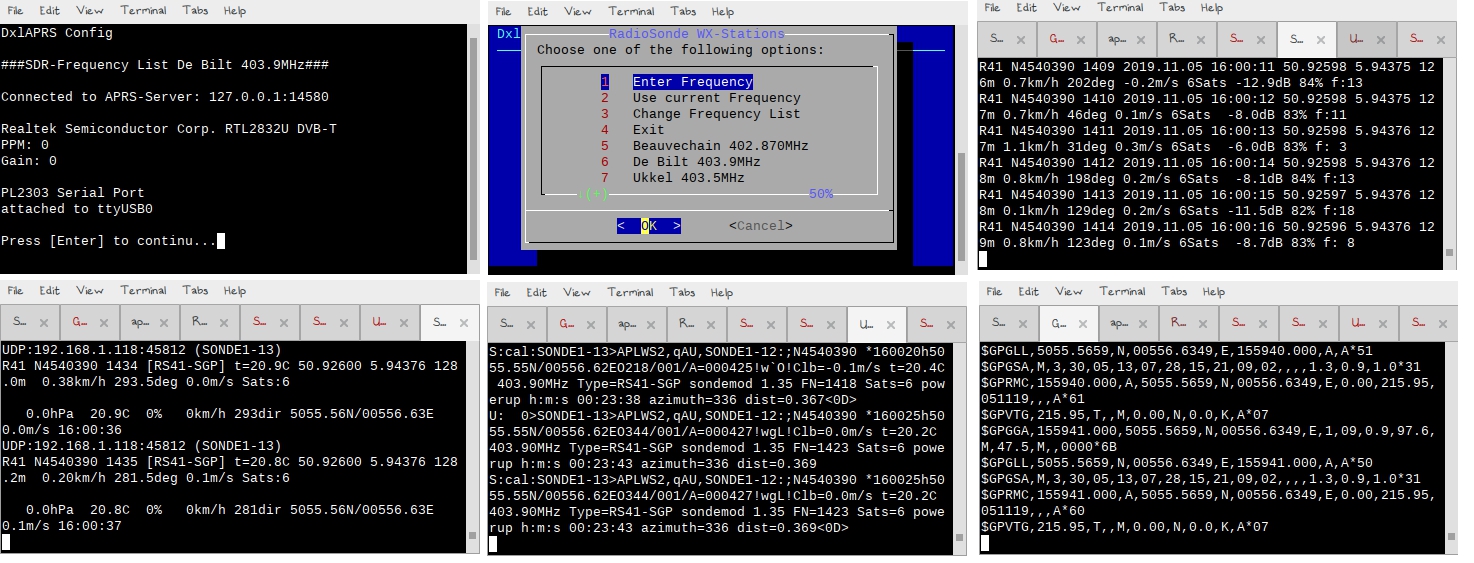 File Edit View Terminal Tabs Help
DxlAPRS Config
###SDR-Frequency List De Bilt 403.9MHz###
Connected to APRS-Server: 127.0.0.1:14580
Realtek Semiconductor Corp. RTL2832U DVB-T
PPM: 0
Gain: 0
PL2303 Serial Port
attached to ttyUSB0
Press [Enter] to continu...
File Edit View Terminal Tabs Help
Dxl
RadioSonde WX-Stations
Choose one of the following options:
1 Enter Frequency
2 Use current Frequency
3 Change Frequency List
4 Exit
5 Beauvechain 402.870MHz
6 De Bilt 403.9MHz
7 Ukkel 403.5MHz
(+) 50%
< OK > <Cancel>
File Edit View Terminal Tabs Help
S... G... ap... R... S... S... U... S...
R41 N4540390 1409 2019.11.05 16:00:11 50.92598 5.94375 12
6m 0.7km/h 202deg -0.2m/s 6Sats -12.9dB 84% f:13
R41 N4540390 1410 2019.11.05 16:00:12 50.92598 5.94375 12
7m 0.7km/h 46deg 0.1m/s 6Sats  -8.0dB 83% f:11
R41 N4540390 1411 2019.11.05 16:00:13 50.92598 5.94376 12
7m 1.1km/h 31deg 0.3m/s 6Sats  -6.0dB 83% f: 3
R41 N4540390 1412 2019.11.05 16:00:14 50.92598 5.94376 12
8m 0.8km/h 198deg 0.2m/s 6Sats  -8.1dB 84% f:13
R41 N4540390 1413 2019.11.05 16:00:15 50.92597 5.94376 12
8m 0.1km/h 129deg 0.2m/s 6Sats -11.5dB 82% f:18
R41 N4540390 1414 2019.11.05 16:00:16 50.92596 5.94376 12
9m 0.8km/h 123deg 0.1m/s 6Sats  -8.7dB 83% f: 8
File Edit View Terminal Tabs Help
S... G... ap... R... S... S... U... S...
UDP:192.168.1.118:45812 (SONDE1-13)
R41 N4540390 1434 [RS41-SGP] t=20.9C 50.92600 5.94376 128
.0m  0.38km/h 293.5deg 0.0m/s Sats:6
0.0hPa  20.9C  0%   0km/h 293dir 5055.56N/00556.63E
0.0m/s 16:00:36
UDP:192.168.1.118:45812 (SONDE1-13)
R41 N4540390 1435 [RS41-SGP] t=20.8C 50.92600 5.94376 128
.2m  0.20km/h 281.5deg 0.1m/s Sats:6
0.0hPa  20.8C  0%   0km/h 281dir 5055.56N/00556.63E
0.1m/s 16:00:37
File Edit View Terminal Tabs Help
S... G... ap... R... S... S... U... S...
S:cal:SONDE1-13>APLWS2,qAU,SONDE1-12:;N4540390 *160020h50
55.55N/00556.62EO218/001/A=000425!w`O!Clb=-0.1m/s t=20.4C
403.90MHz Type=RS41-SGP sondemod 1.35 FN=1418 Sats=6 pow
erup h:m:s 00:23:38 azimuth=336 dist=0.367<0D>
U:  0>SONDE1-13>APLWS2,qAU,SONDE1-12:;N4540390 *160025h50
55.55N/00556.62EO344/001/A=000427!wgL!Clb=0.0m/s t=20.2C
403.90MHz Type=RS41-SGP sondemod 1.35 FN=1423 Sats=6 powe
rup h:m:s 00:23:43 azimuth=336 dist=0.369
S:cal:SONDE1-13>APLWS2,qAU,SONDE1-12:;N4540390 *160025h50
55.55N/00556.62EO344/001/A=000427!wgL!Clb=0.0m/s t=20.2C
403.90MHz Type=RS41-SGP sondemod 1.35 FN=1423 Sats=6 powe
rup h:m:s 00:23:43 azimuth=336 dist=0.369<0D>
File Edit View Terminal Tabs Help
S... G... ap... R... S... S... U... S...
$GPGLL,5055.5659,N,00556.6349,E,155940.000,A,A*51
$GPGSA,M,3,30,05,13,07,28,15,21,09,02,,,,1.3,0.9,1.0*31
$GPRMC,155940.000,A,5055.5659,N,00556.6349,E,0.00,215.95,
051119,,,A*61
$GPVTG,215.95,T,,M,0.00,N,0.0,K,A*07
$GPGGA,155941.000,5055.5659,N,00556.6349,E,1,09,0.9,97.6,
M,47.5,M,,0000*6B
$GPGLL,5055.5659,N,00556.6349,E,155941.000,A,A*50
$GPGSA,M,3,30,05,13,07,28,15,21,09,02,,,,1.3,0.9,1.0*31
$GPRMC,155941.000,A,5055.5659,N,00556.6349,E,0.00,215.95,
051119,,,A*60
$GPVTG,215.95,T,,M,0.00,N,0.0,K,A*07